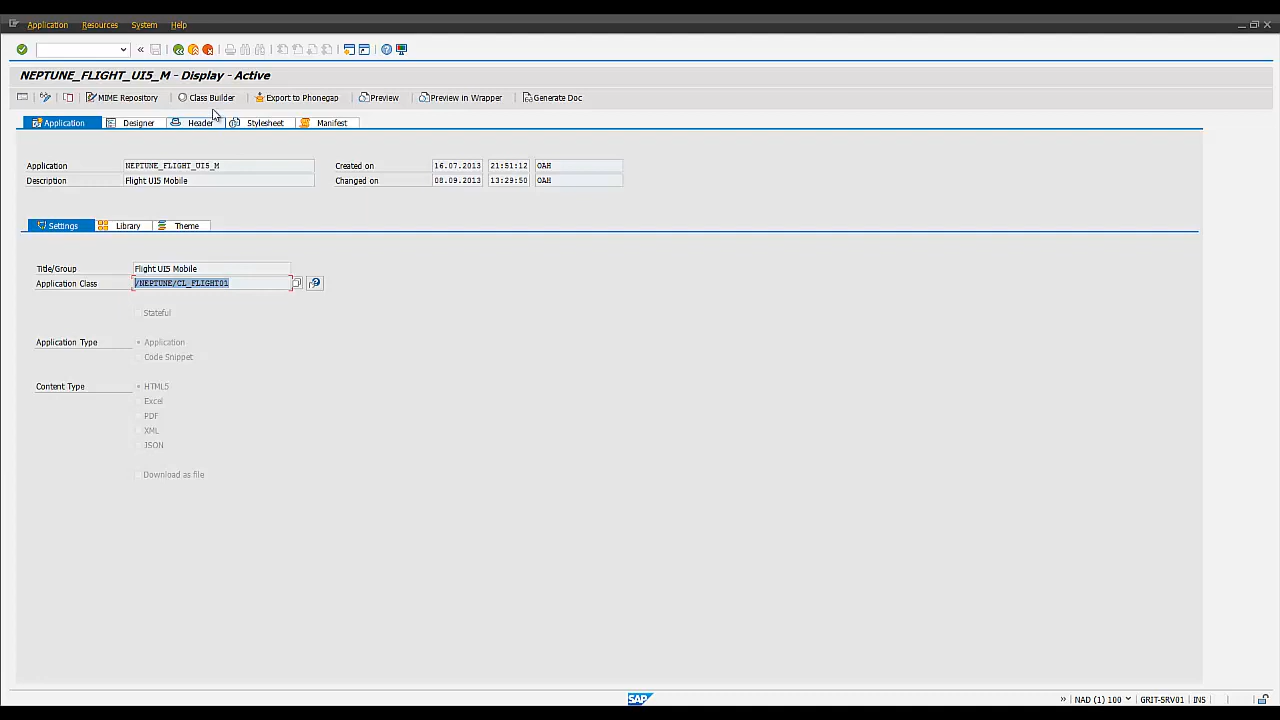 Application Resources System Help
NEPTUNE_FLIGHT_UI5_M - Display - Active
MIME Repository Class Builder Export to Phonegap Preview Preview in Wrapper Generate Doc
Application Designer Header Stylesheet Manifest
Application NEPTUNE_FLIGHT_UI5_M Created on 16.07.2013 21:51:12 OAH
Description Flight UI5 Mobile Changed on 08.09.2013 13:29:50 OAH
Settings Library Theme
Title/Group Flight UI5 Mobile
Application Class /NEPTUNE/CL_FLIGHT01
Stateful
Application Type Application
Code Snippet
Content Type HTML5
Excel
PDF
XML
JSON
Download as file
SAP NAD (1) 100 GRIT-SRV01 INS